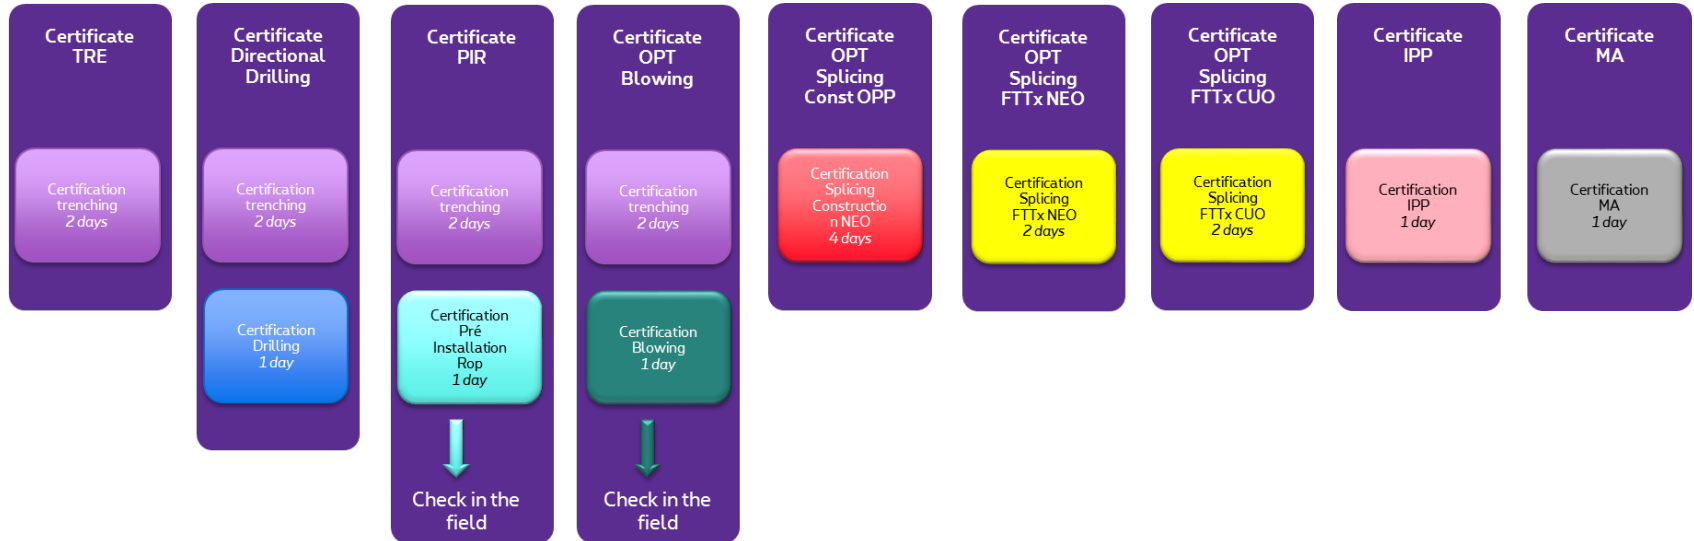 Certificate
TRE
Certification
trenching
2 days
Certificate
Directional
Drilling
Certification
trenching
2 days
Certification
Drilling
1 day
Certificate
PIR
Certification
trenching
2 days
Certification
Pré
Installation
Rop
1 day
Check in the
field
Certificate
OPT
Blowing
Certification
trenching
2 days
Certification
Blowing
1 day
Check in the
field
Certificate
OPT
Splicing
Const OPP
Certification
Splicing
Constructio
n NEO
4 days
Certificate
OPT
Splicing
FTTx NEO
Certification
Splicing
FTTx NEO
2 days
Certificate
OPT
Splicing
FTTx CUO
Certification
Splicing
FTTx CUO
2 days
Certificate
IPP
Certification
IPP
1 day
Certificate
MA
Certification
MA
1 day